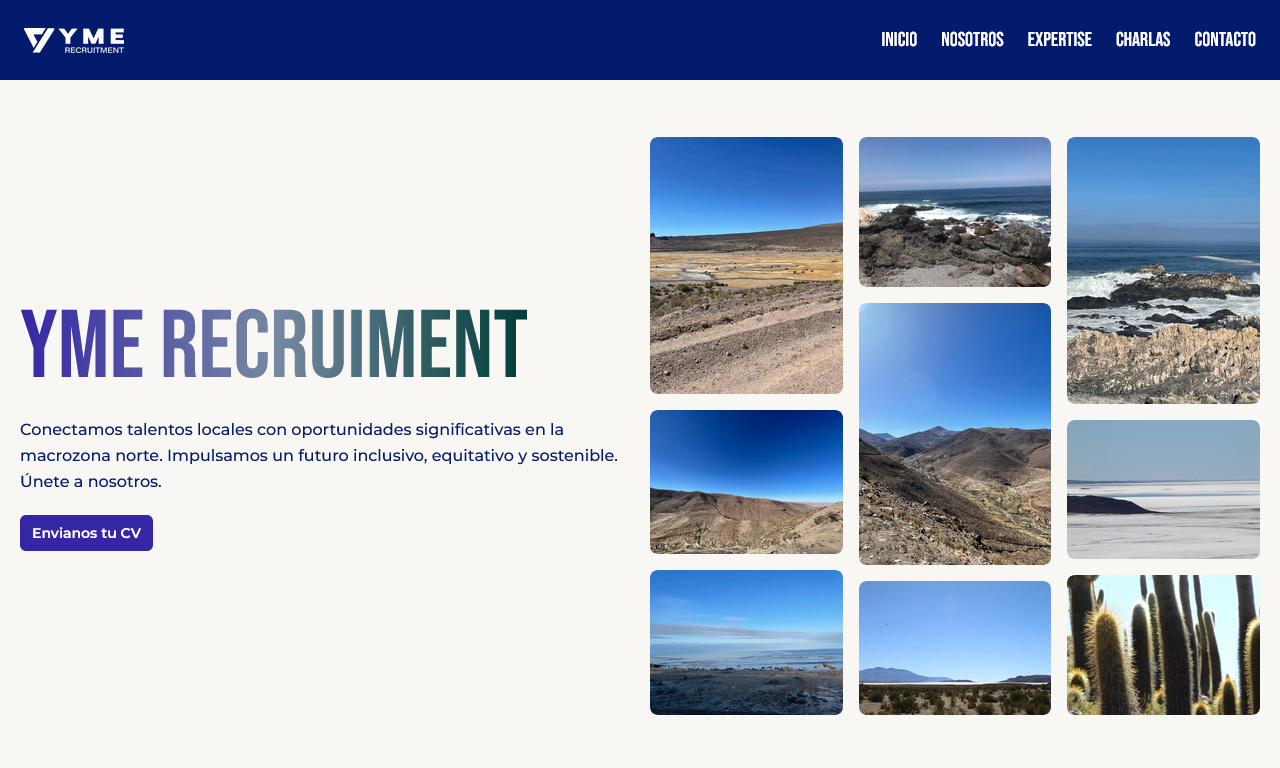 YME
RECRUITMENT
INICIO
NOSOTROS
EXPERTISE
CHARLAS
CONTACTO
YME RECRUIMENT
Conectamos talentos locales con oportunidades significativas en la
macrozona norte. Impulsamos un futuro inclusivo, equitativo y sostenible.
Únete a nosotros.
Envianos tu CV